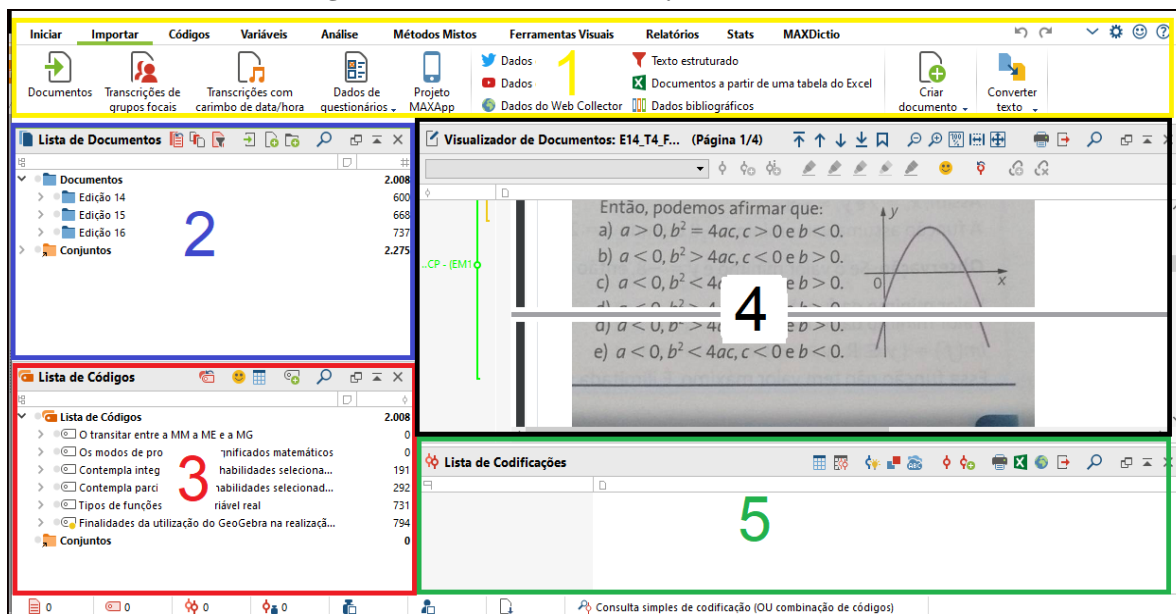 Iniciar Importar Códigos Variáveis Análise Métodos Mistos Ferramentas Visuais Relatórios Stats MAXDictio
Documentos
Transcrições de
grupos focais
Transcrições com
carimbo de data/hora
Dados de
questionários
Projeto
MAXApp
Dados
Dados
Dados do Web Collector
1
Texto estruturado
Documentos a partir de uma tabela do Excel
Dados bibliográficos
Criar
documento
Converter
texto
Lista de Documentos
#
Documentos 2.008
Edição 14 600
Edição 15 668
Edição 16 737
Conjuntos 2.275
2
Visualizador de Documentos: E14_T4_F... (Página 1/4)
..CP - (EM1
Então, podemos afirmar que:
a) a > 0, b² = 4ac, c > 0 e b < 0.
b) a < 0, b² > 4ac, c < 0 e b > 0.
c) a < 0, b² < 4ac e b > 0.
d) a < 0, b² > 4ac e b > 0.
e) a < 0, b² < 4ac, c < 0 e b < 0.
y
0
x
4
Lista de Códigos
Lista de Códigos 2.008
O transitar entre a MM a ME e a MG 0
Os modos de pro gnificados matemáticos 0
Contempla integ habilidades seleciona... 191
Contempla parci habilidades selecionad... 292
Tipos de funções riável real 731
Finalidades da utilização do GeoGebra na realizaçã... 794
Conjuntos 0
3
Lista de Codificações
5
0 0 0 0
Consulta simples de codificação (OU combinação de códigos)